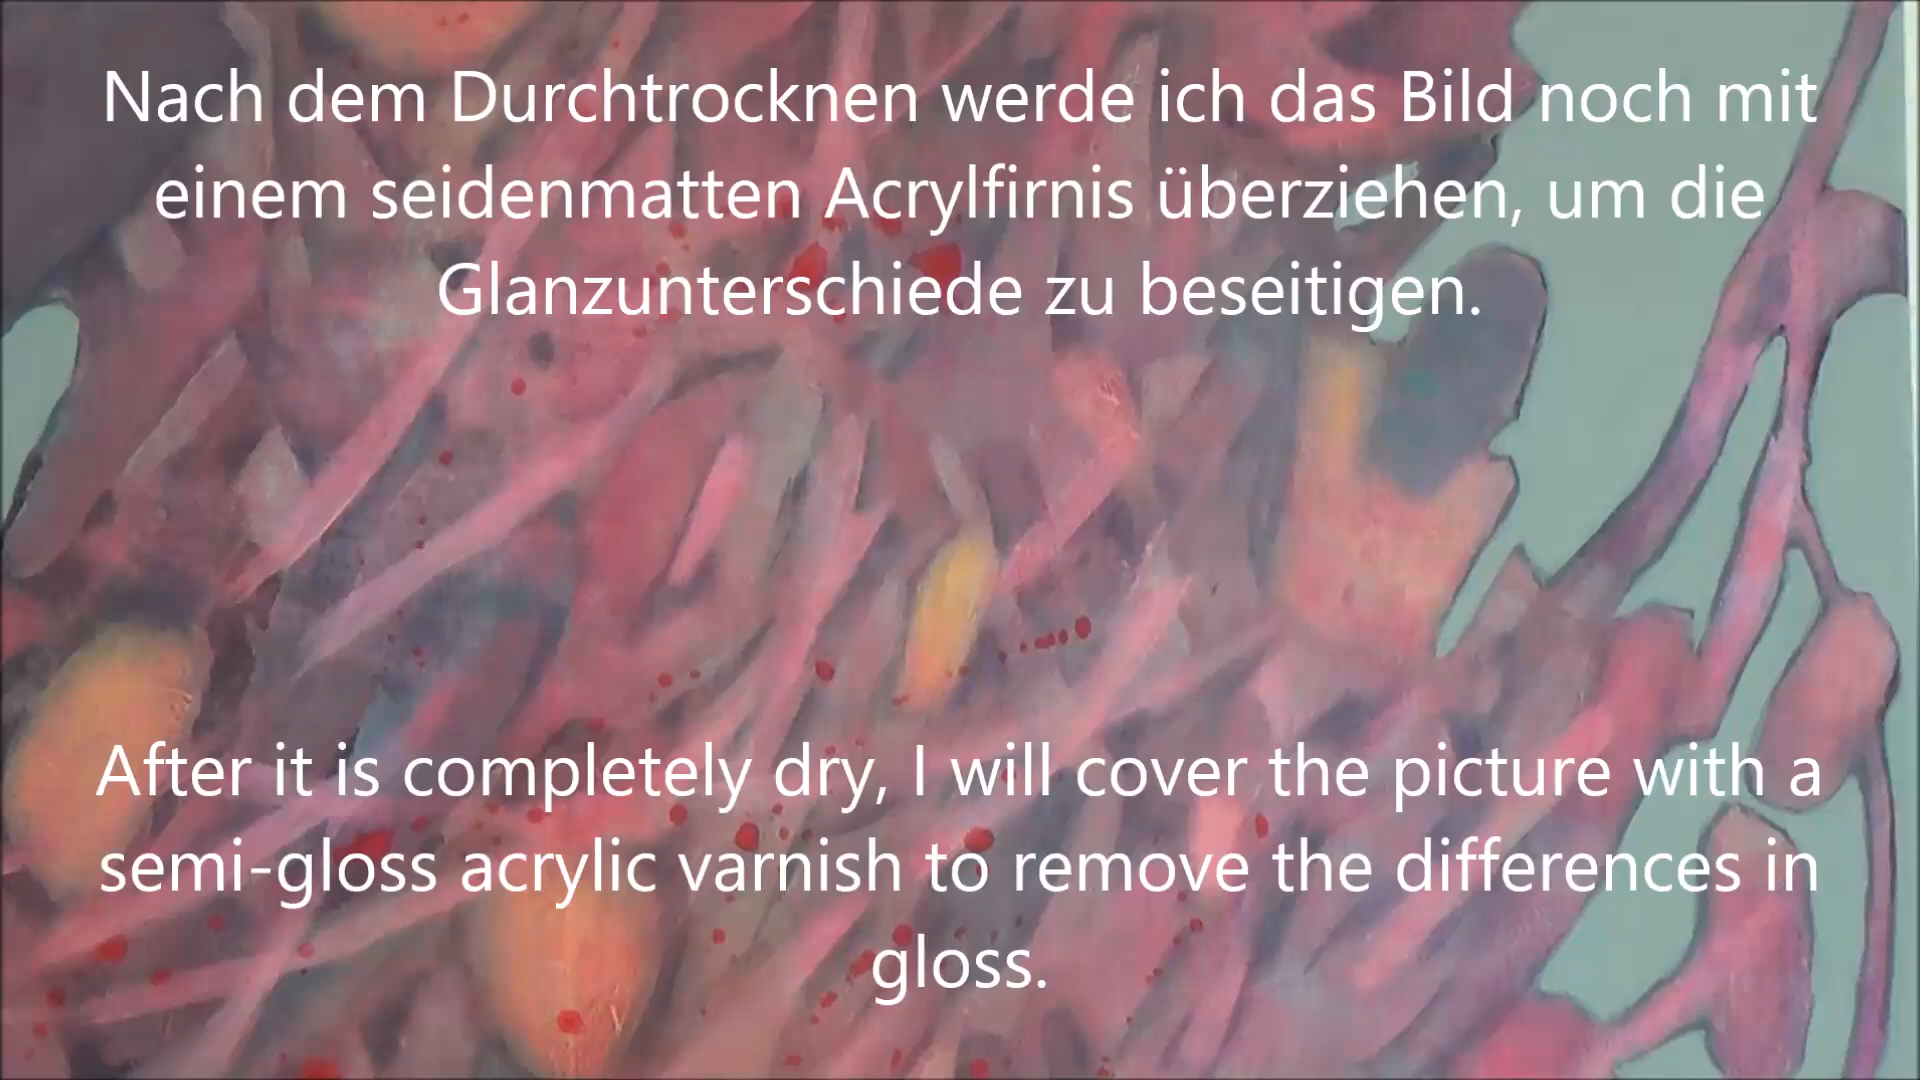 Nach dem Durchtrocknen werde ich das Bild noch mit
einem seidenmatten Acrylfirnis überziehen, um die
Glanzunterschiede zu beseitigen.
After it is completely dry, I will cover the picture with a
semi-gloss acrylic varnish to remove the differences in
gloss.